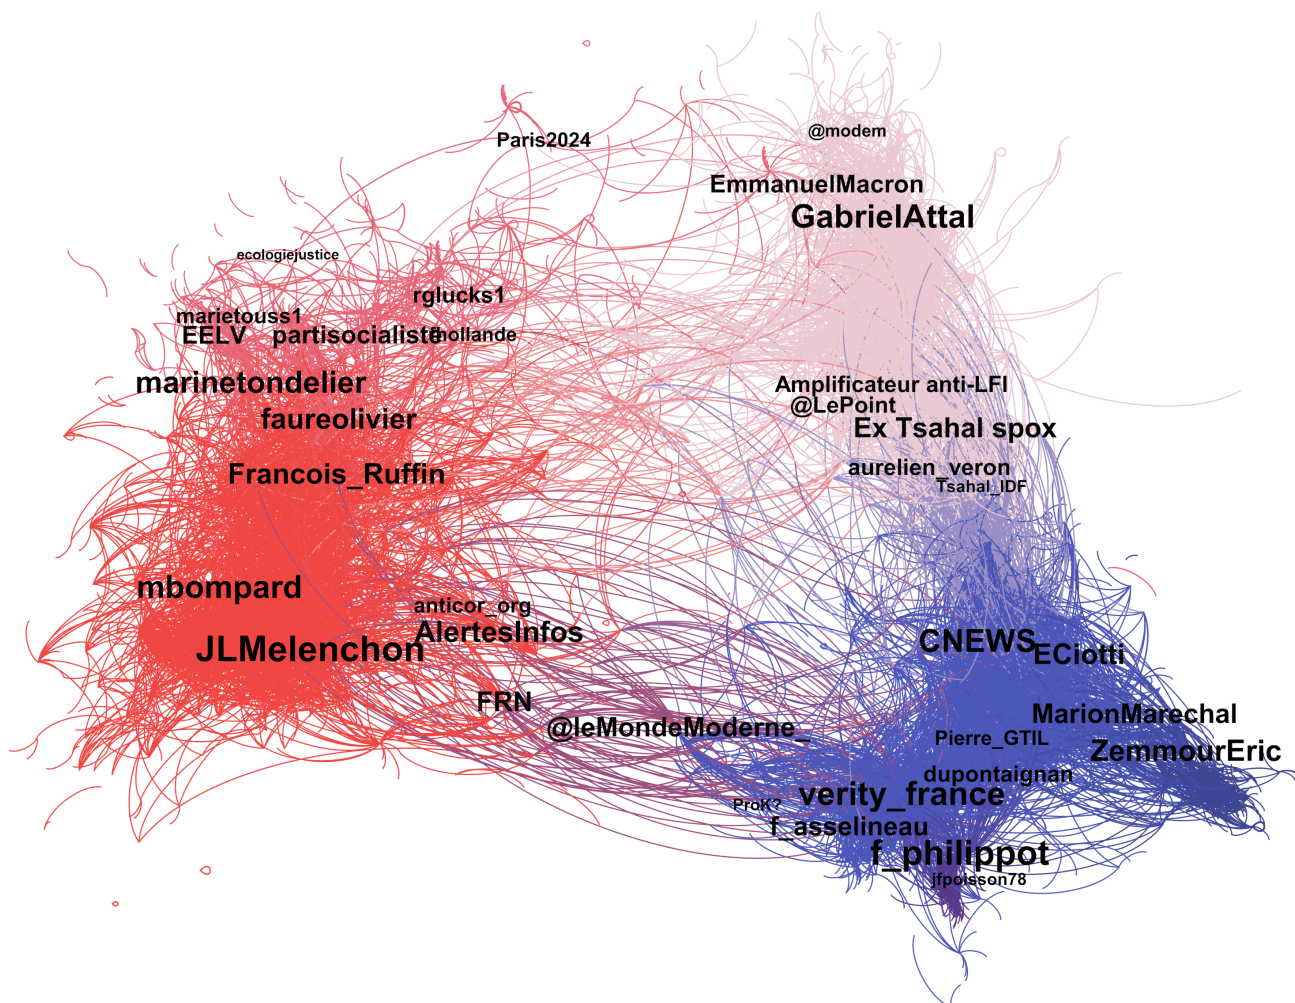 @modem
Paris2024
EmmanuelMacron
GabrielAttal
ecologiejustice
rglucks1
marietouss1
EELV partisocialiste fhollande
marinetondelier
Amplificateur anti-LFI
@LePoint
faureolivier
Ex Tsahal spox
aurelien_veron
Francois_Ruffin
Tsahal_IDF
mbompard
anticor_org
AlertesInfos
CNEWS
JLMelenchon
ECiotti
FRN
MarionMarechal
@leMondeModerne_
Pierre_GTIL
ZemmourEric
dupontaignan
verity_france
ProK?
f_asselineau
f_philippot
jfpoisson78